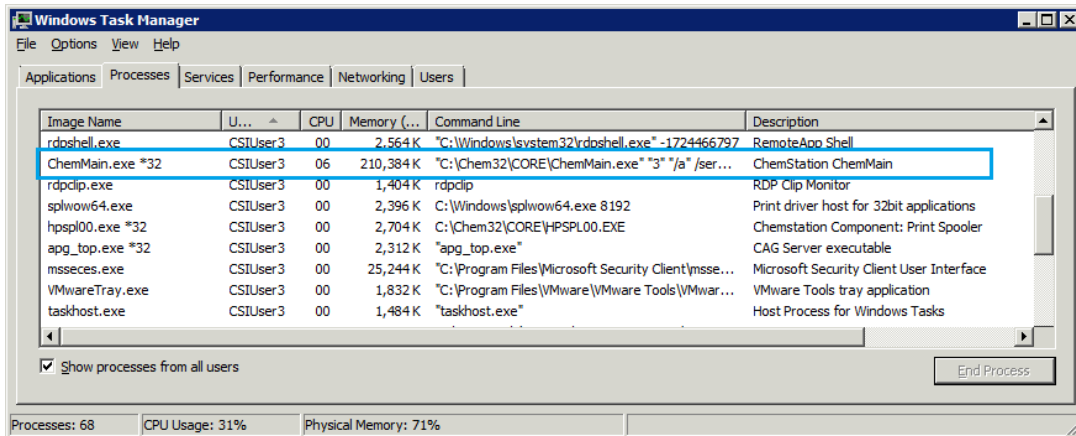 Windows Task Manager
File Options View Help
Applications Processes Services Performance Networking Users
Image Name U... CPU Memory (... Command Line Description
rdpshell.exe CSIUser3 00 2,564 K "C:\Windows\system32\rdpshell.exe" -1724466797 RemoteApp Shell
ChemMain.exe *32 CSIUser3 06 210,384 K "C:\Chem32\CORE\ChemMain.exe" "3" "/a" /ser... ChemStation ChemMain
rdpclip.exe CSIUser3 00 1,404 K rdpclip RDP Clip Monitor
splwow64.exe CSIUser3 00 2,396 K C:\Windows\splwow64.exe 8192 Print driver host for 32bit applications
hpspl00.exe *32 CSIUser3 00 2,704 K C:\Chem32\CORE\HPSPL00.EXE Chemstation Component: Print Spooler
apg_top.exe *32 CSIUser3 00 2,312 K "apg_top.exe" CAG Server executable
msseces.exe CSIUser3 00 25,244 K "C:\Program Files\Microsoft Security Client\msse... Microsoft Security Client User Interface
VMwareTray.exe CSIUser3 00 1,832 K "C:\Program Files\VMware\VMware Tools\VMwar... VMware Tools tray application
taskhost.exe CSIUser3 00 1,484 K "taskhost.exe" Host Process for Windows Tasks
Show processes from all users
End Process
Processes: 68 CPU Usage: 31% Physical Memory: 71%